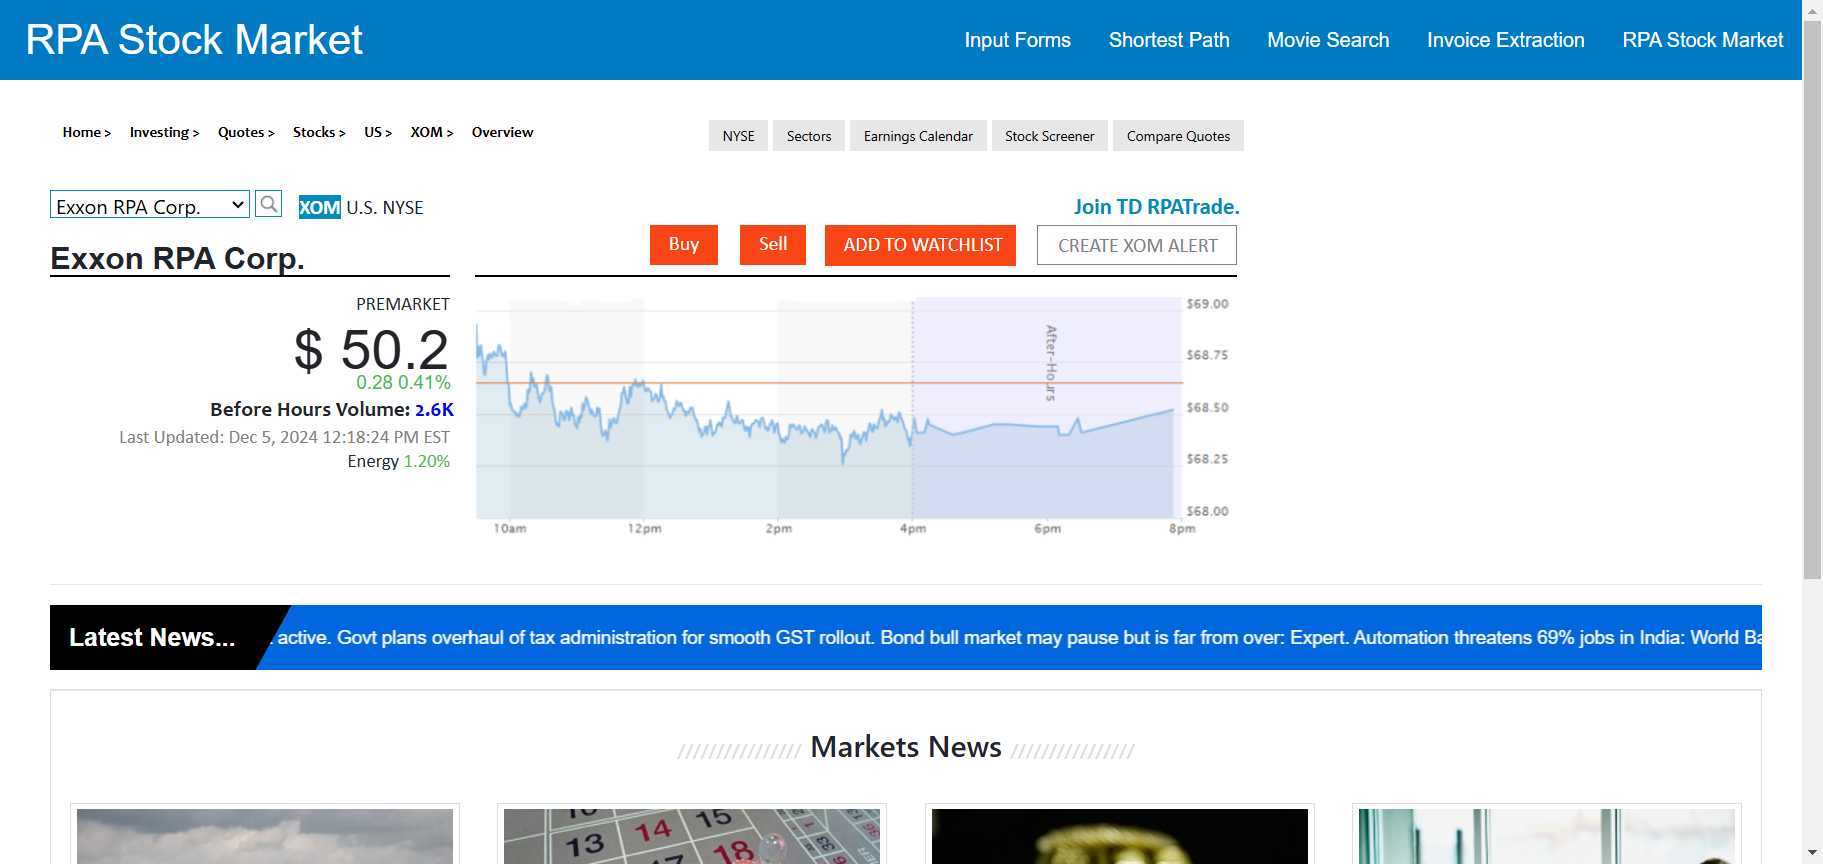 RPA Stock Market
Input Forms Shortest Path Movie Search Invoice Extraction RPA Stock Market
Home > Investing > Quotes > Stocks > US > XOM > Overview
NYSE Sectors Earnings Calendar Stock Screener Compare Quotes
Exxon RPA Corp. XOM U.S. NYSE
Join TD RPATrade.
Buy Sell ADD TO WATCHLIST CREATE XOM ALERT
Exxon RPA Corp.
PREMARKET
$ 50.2
0.28 0.41%
Before Hours Volume: 2.6K
Last Updated: Dec 5, 2024 12:18:24 PM EST
Energy 1.20%
After-Hours
$69.00
$68.75
$68.50
$68.25
$68.00
10am 12pm 2pm 4pm 6pm 8pm
Latest News...
active. Govt plans overhaul of tax administration for smooth GST rollout. Bond bull market may pause but is far from over: Expert. Automation threatens 69% jobs in India: World Ba
Markets News
13 14 15
17 18